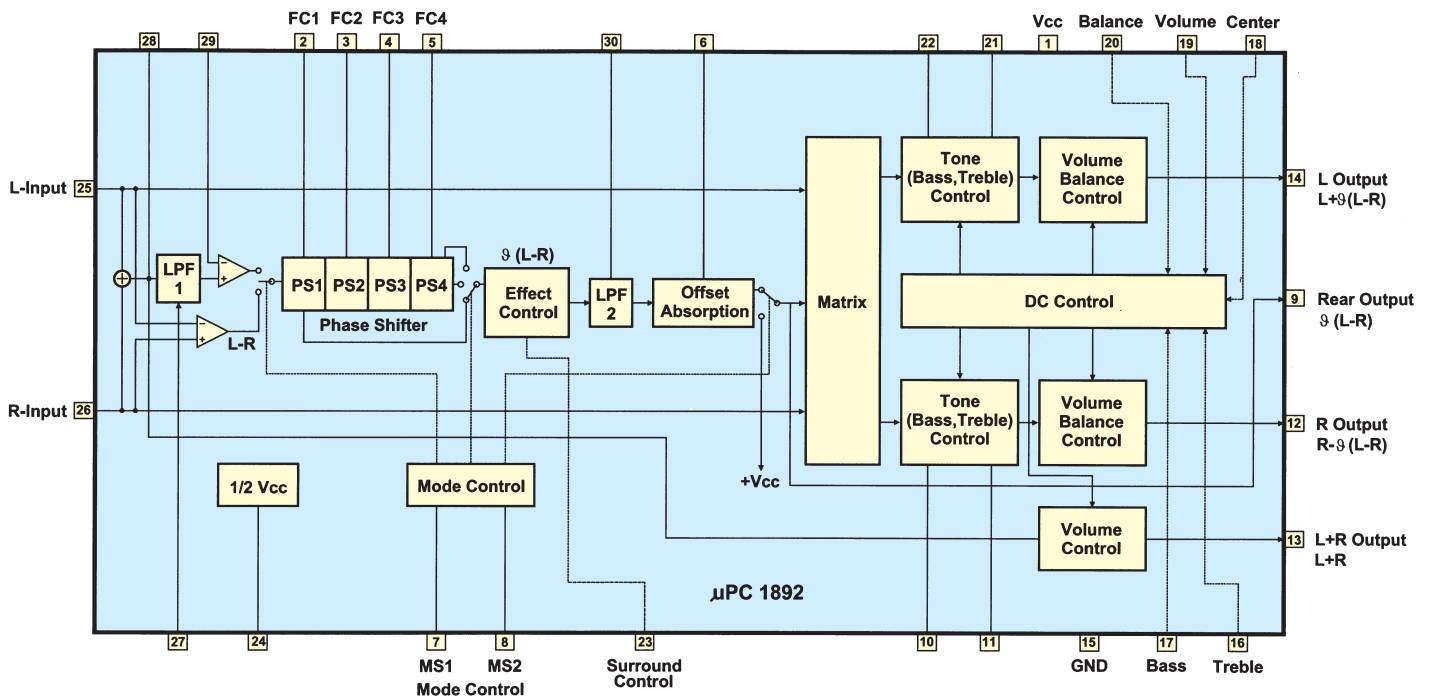 FC1 FC2 FC3 FC4 Vcc Balance Volume Center
28 29 2 3 4 5 30 6 22 21 1 20 19 18
L-Input 25
Tone
(Bass,Treble)
Control
Volume
Balance
Control
14 L Output
L+ϑ(L-R)
LPF
1
−
+
PS1 PS2 PS3 PS4
Phase Shifter
ϑ (L-R)
Effect
Control
LPF
2
Offset
Absorption
Matrix
DC Control
9 Rear Output
ϑ (L-R)
−
+
L-R
R-Input 26
Tone
(Bass,Treble)
Control
Volume
Balance
Control
12 R Output
R-ϑ (L-R)
1/2 Vcc
Mode Control
+Vcc
Volume
Control
13 L+R Output
L+R
µPC 1892
27 24 7 8 23 10 11 15 17 16
MS1 MS2 Surround
Control
GND Bass Treble
Mode Control